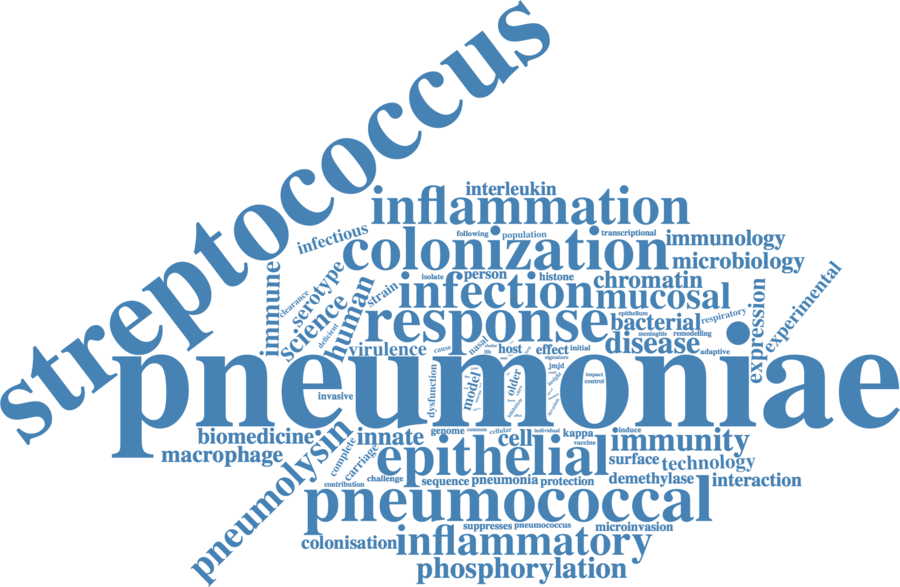 streptococcus
interleukin
inflammation
infectious
following
population
transcriptional
colonization
immunology
microbiology
immune
clearance
serotype
isolate
person
histone
chromatin
science
deficient
human
strain
infection
mucosal
expression
experimental
response
epithelium
bacterial
respiratory
meningitis
remodelling
disease
adaptive
virulence
cause
nasal
host
effect
initial
signature
jmjd
pneumoniae
invasive
dysfunction
model
older
impact
control
biomedicine
macrophage
pneumolysin
complete
carriage
innate
genome
common
cellular
cell
individual
kappa
vaccine
induce
immunity
epithelial
surface
technology
contribution
challenge
sequence
pneumonia
protection
demethylase
interaction
pneumococcal
suppresses
pneumococcus
microinvasion
colonisation
inflammatory
phosphorylation